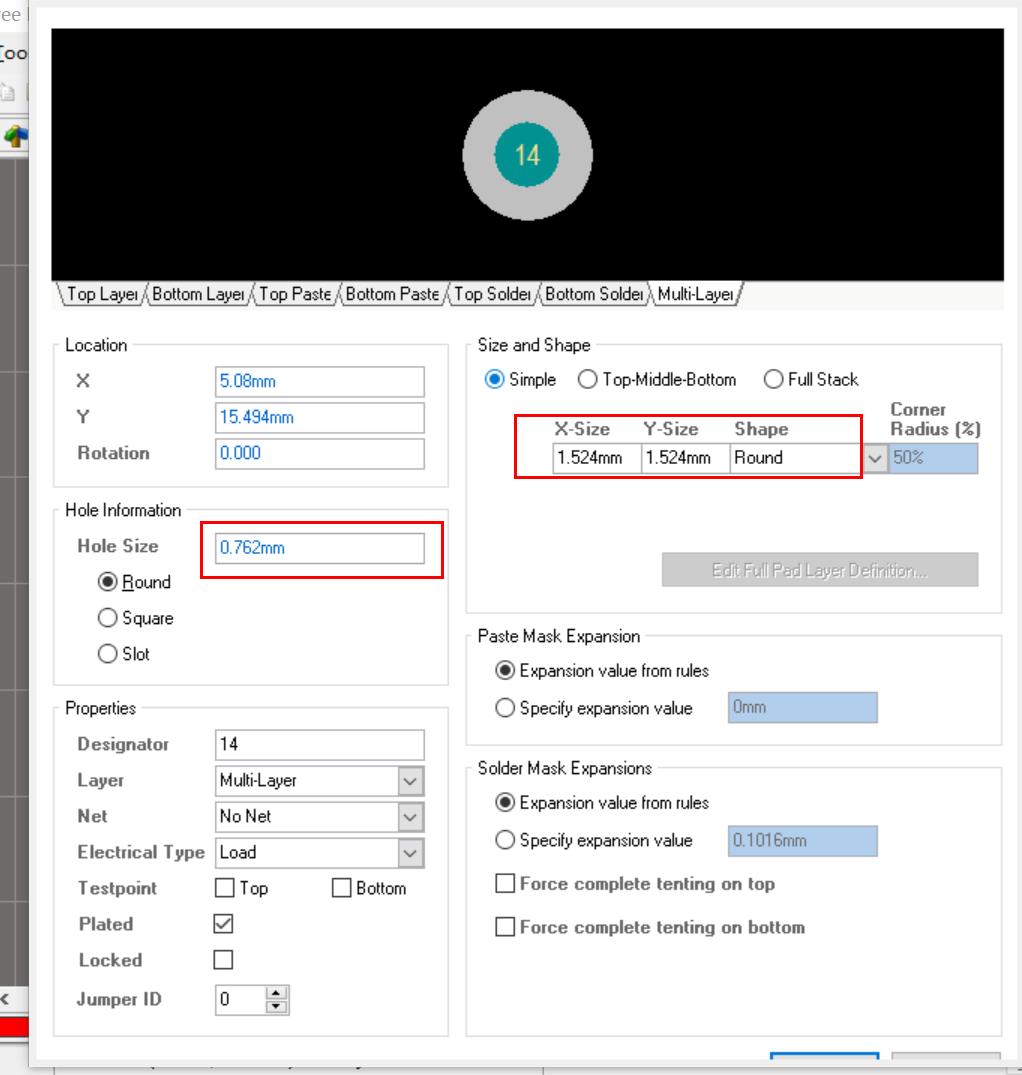 ree
Too
14
Top Layer Bottom Layer Top Paste Bottom Paste Top Solder Bottom Solder Multi-Layer
Location
X 5.08mm
Y 15.494mm
Rotation 0.000
Hole Information
Hole Size 0.762mm
Round
Square
Slot
Properties
Designator 14
Layer Multi-Layer
Net No Net
Electrical Type Load
Testpoint Top Bottom
Plated
Locked
Jumper ID 0
Size and Shape
Simple Top-Middle-Bottom Full Stack
Corner
X-Size Y-Size Shape Radius (%)
1.524mm 1.524mm Round 50%
Edit Full Pad Layer Definition...
Paste Mask Expansion
Expansion value from rules
Specify expansion value 0mm
Solder Mask Expansions
Expansion value from rules
Specify expansion value 0.1016mm
Force complete tenting on top
Force complete tenting on bottom